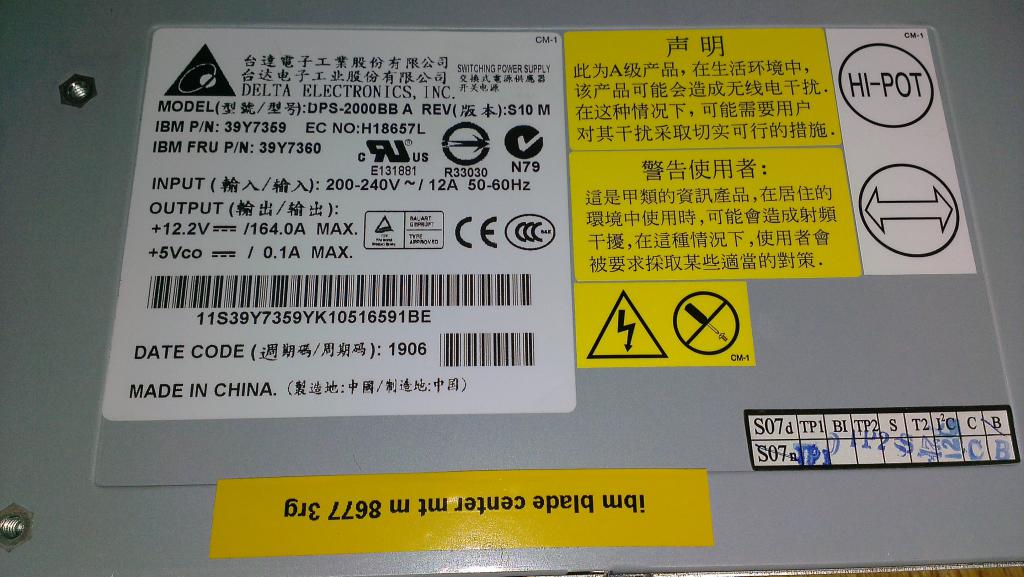 CM-1
台達電子工業股份有限公司
台达电子工业股份有限公司
DELTA ELECTRONICS, INC.
SWITCHING POWER SUPPLY
交換式電源供應器
开关电源
MODEL(型號/型号):DPS-2000BB A REV(版本):S10 M
IBM P/N: 39Y7359 EC NO:H18657L
IBM FRU P/N: 39Y7360
C UR US
E131881
R33030
N79
INPUT (輸入/输入): 200-240V ~/ 12A 50-60Hz
OUTPUT (輸出/输出):
+12.2V⎓ /164.0A MAX.
+5Vco ⎓ / 0.1A MAX.
BAUART
GEPRÜFT
TYPE
APPROVED
CE
CCC
S&E
11S39Y7359YK10516591BE
DATE CODE (週期碼/周期码): 1906
MADE IN CHINA. (製造地:中國/制造地:中国)
声明
此为A级产品，在生活环境中，
该产品可能会造成无线电干扰.
在这种情况下，可能需要用户
对其干扰采取切实可行的措施.
警告使用者:
這是甲類的資訊產品,在居住的
環境中使用時,可能會造成射頻
干擾,在這種情況下,使用者會
被要求採取某些適當的對策.
CM-1
HI-POT
CM-1
S07d TP1 BI TP2 S T2 I²C C B
S07n TP1 TP2 S I2C C B
ibm blade center mt m 8677 3rg